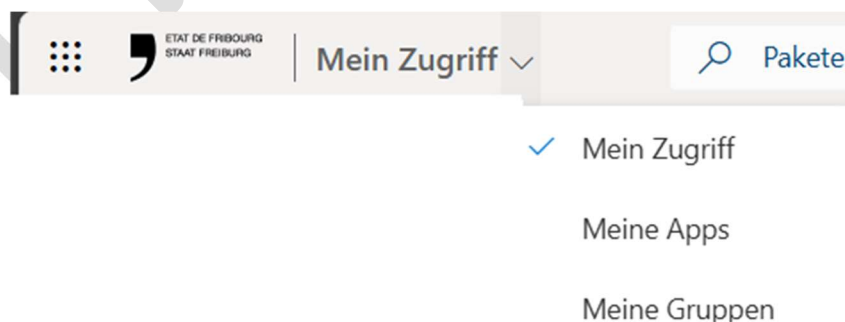 ETAT DE FRIBOURG
STAAT FREIBURG
Mein Zugriff
Pakete
Mein Zugriff
Meine Apps
Meine Gruppen